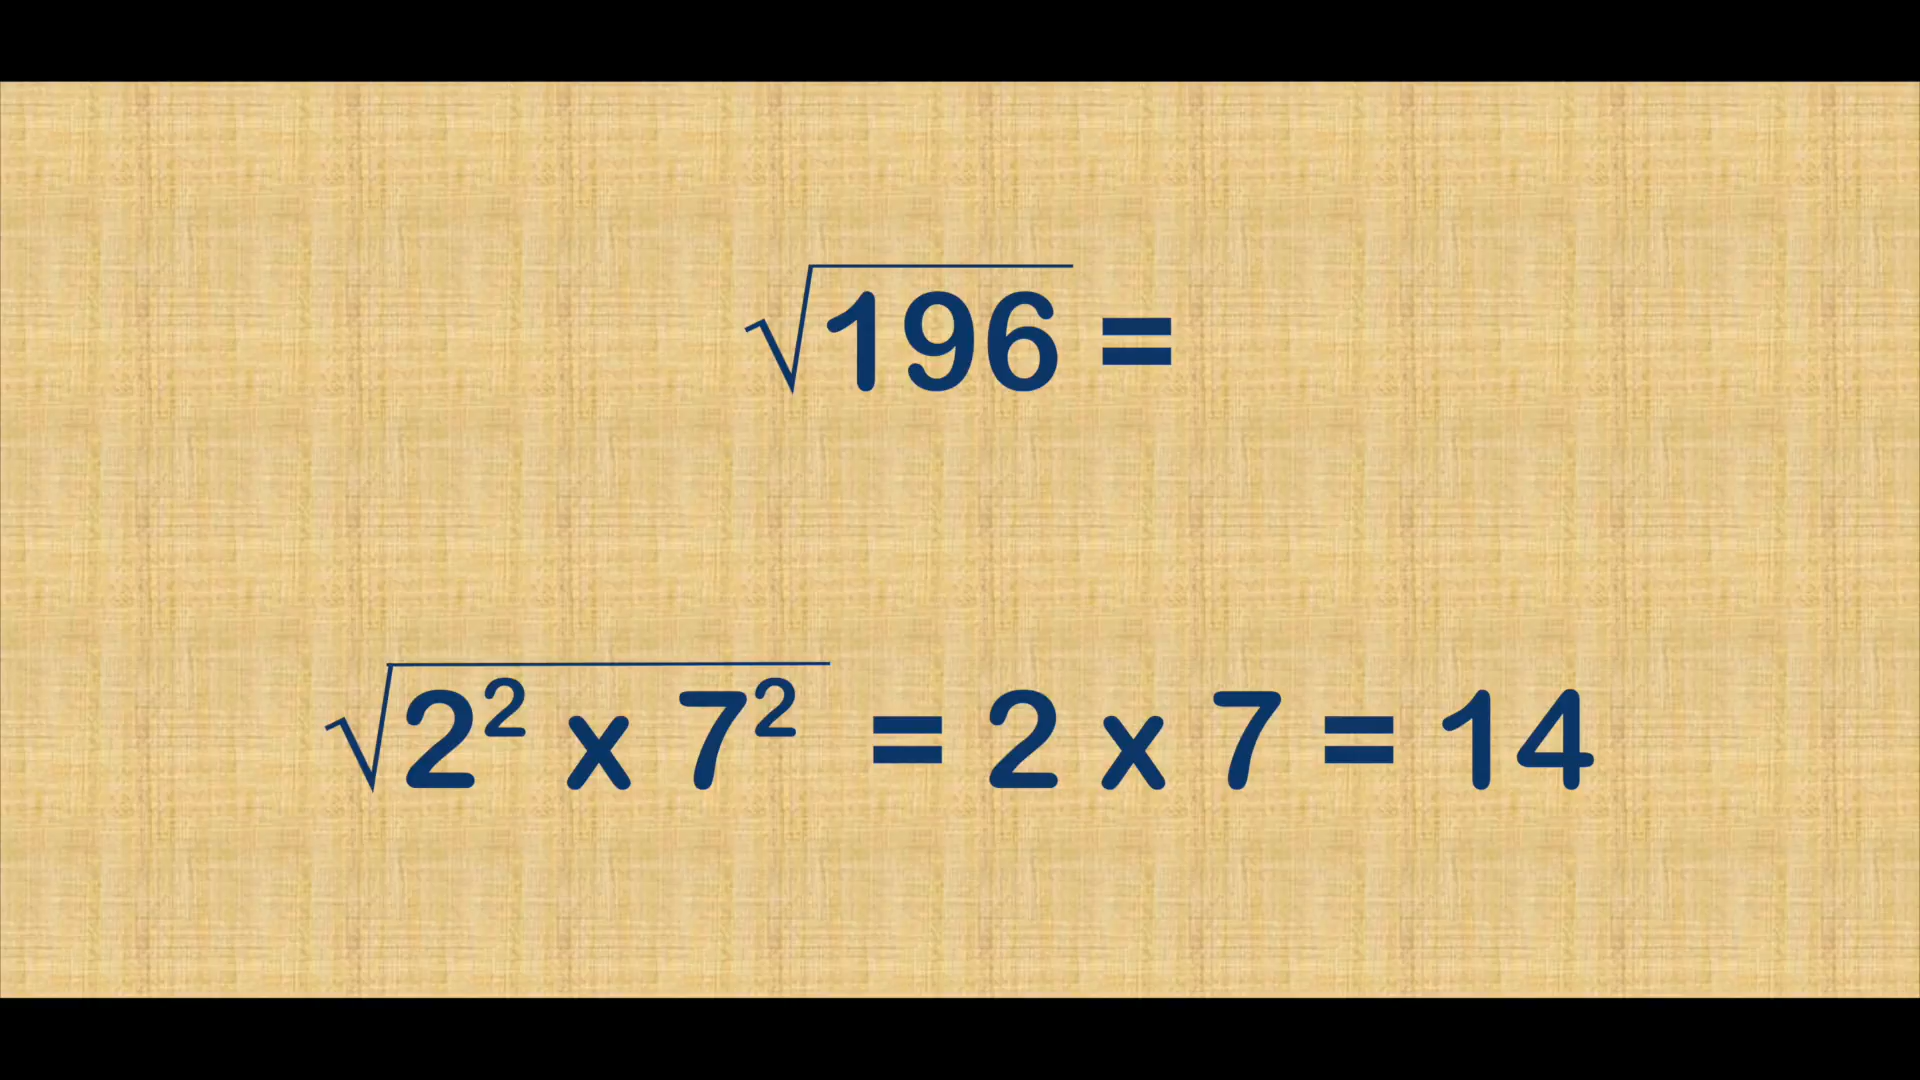 √196 =
√2² x 7² = 2 x 7 = 14